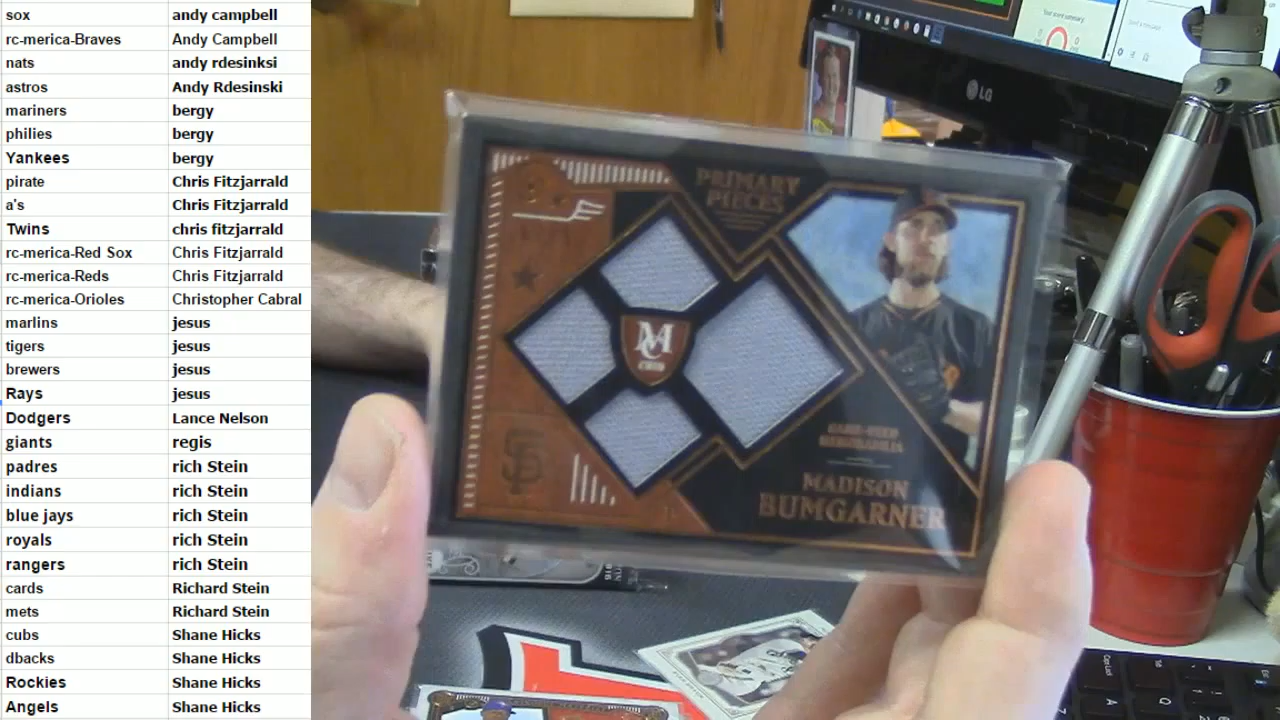 sox andy campbell
rc-merica-Braves Andy Campbell
nats andy rdesinksi
astros Andy Rdesinski
mariners bergy
philies bergy
Yankees bergy
pirate Chris Fitzjarrald
a's Chris Fitzjarrald
Twins chris fitzjarrald
rc-merica-Red Sox Chris Fitzjarrald
rc-merica-Reds Chris Fitzjarrald
rc-merica-Orioles Christopher Cabral
marlins jesus
tigers jesus
brewers jesus
Rays jesus
Dodgers Lance Nelson
giants regis
padres rich Stein
indians rich Stein
blue jays rich Stein
royals rich Stein
rangers rich Stein
cards Richard Stein
mets Richard Stein
cubs Shane Hicks
dbacks Shane Hicks
Rockies Shane Hicks
Angels Shane Hicks
LG
PRIMARY
PIECES
MC
SF
GAME-USED
MEMORABILIA
MADISON
BUMGARNER